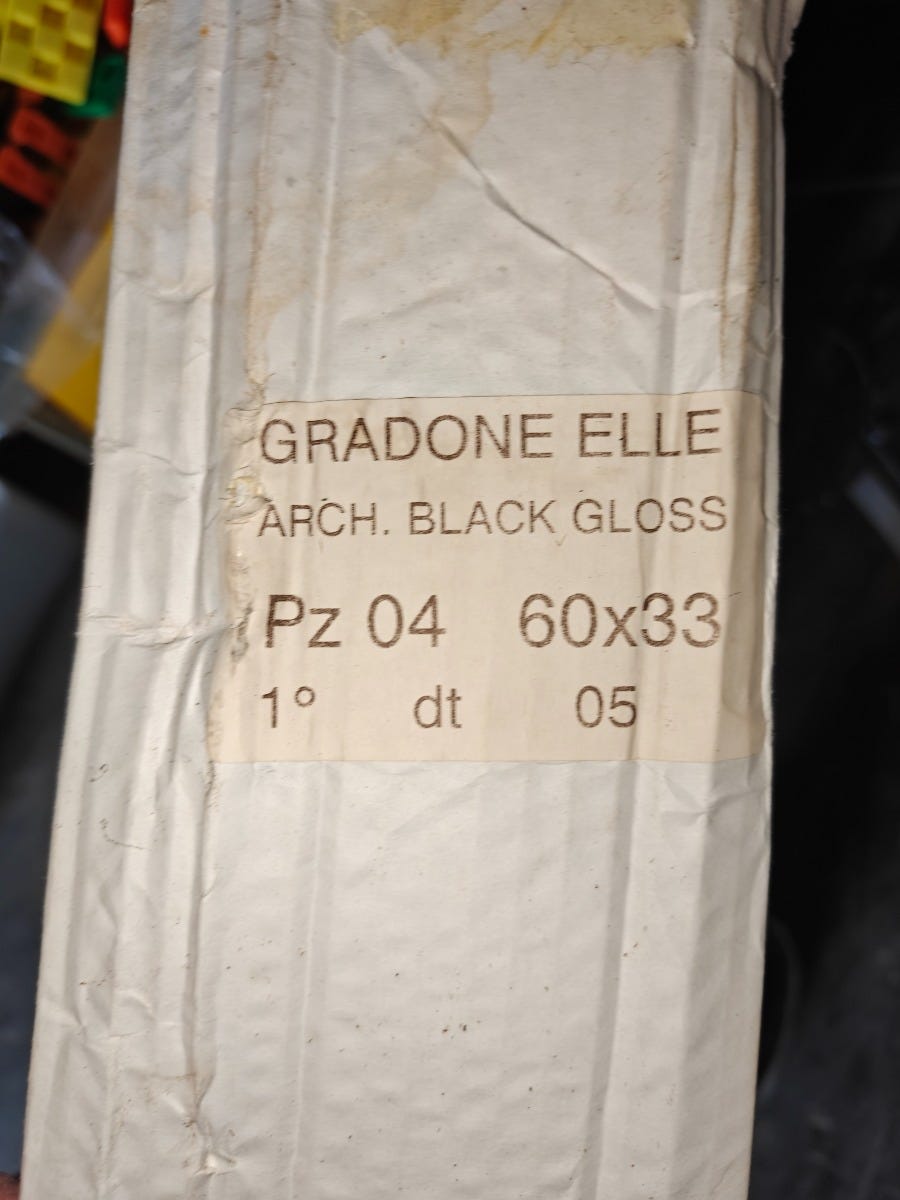 GRADONE ELLE
ARCH. BLACK GLOSS
Pz 04 60x33
1° dt 05